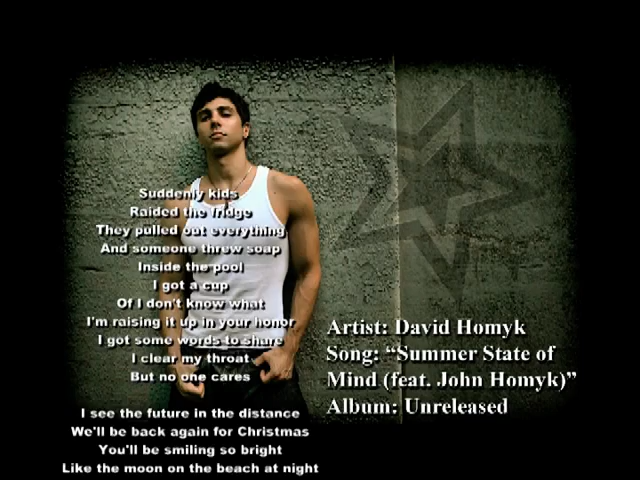 Suddenly kids
Raided the fridge
They pulled out everything
And someone threw soap
Inside the pool
I got a cup
Of I don't know what
I'm raising it up in your honor
I got some words to share
I clear my throat
But no one cares
I see the future in the distance
We'll be back again for Christmas
You'll be smiling so bright
Like the moon on the beach at night
Artist: David Homyk
Song: “Summer State of
Mind (feat. John Homyk)”
Album: Unreleased